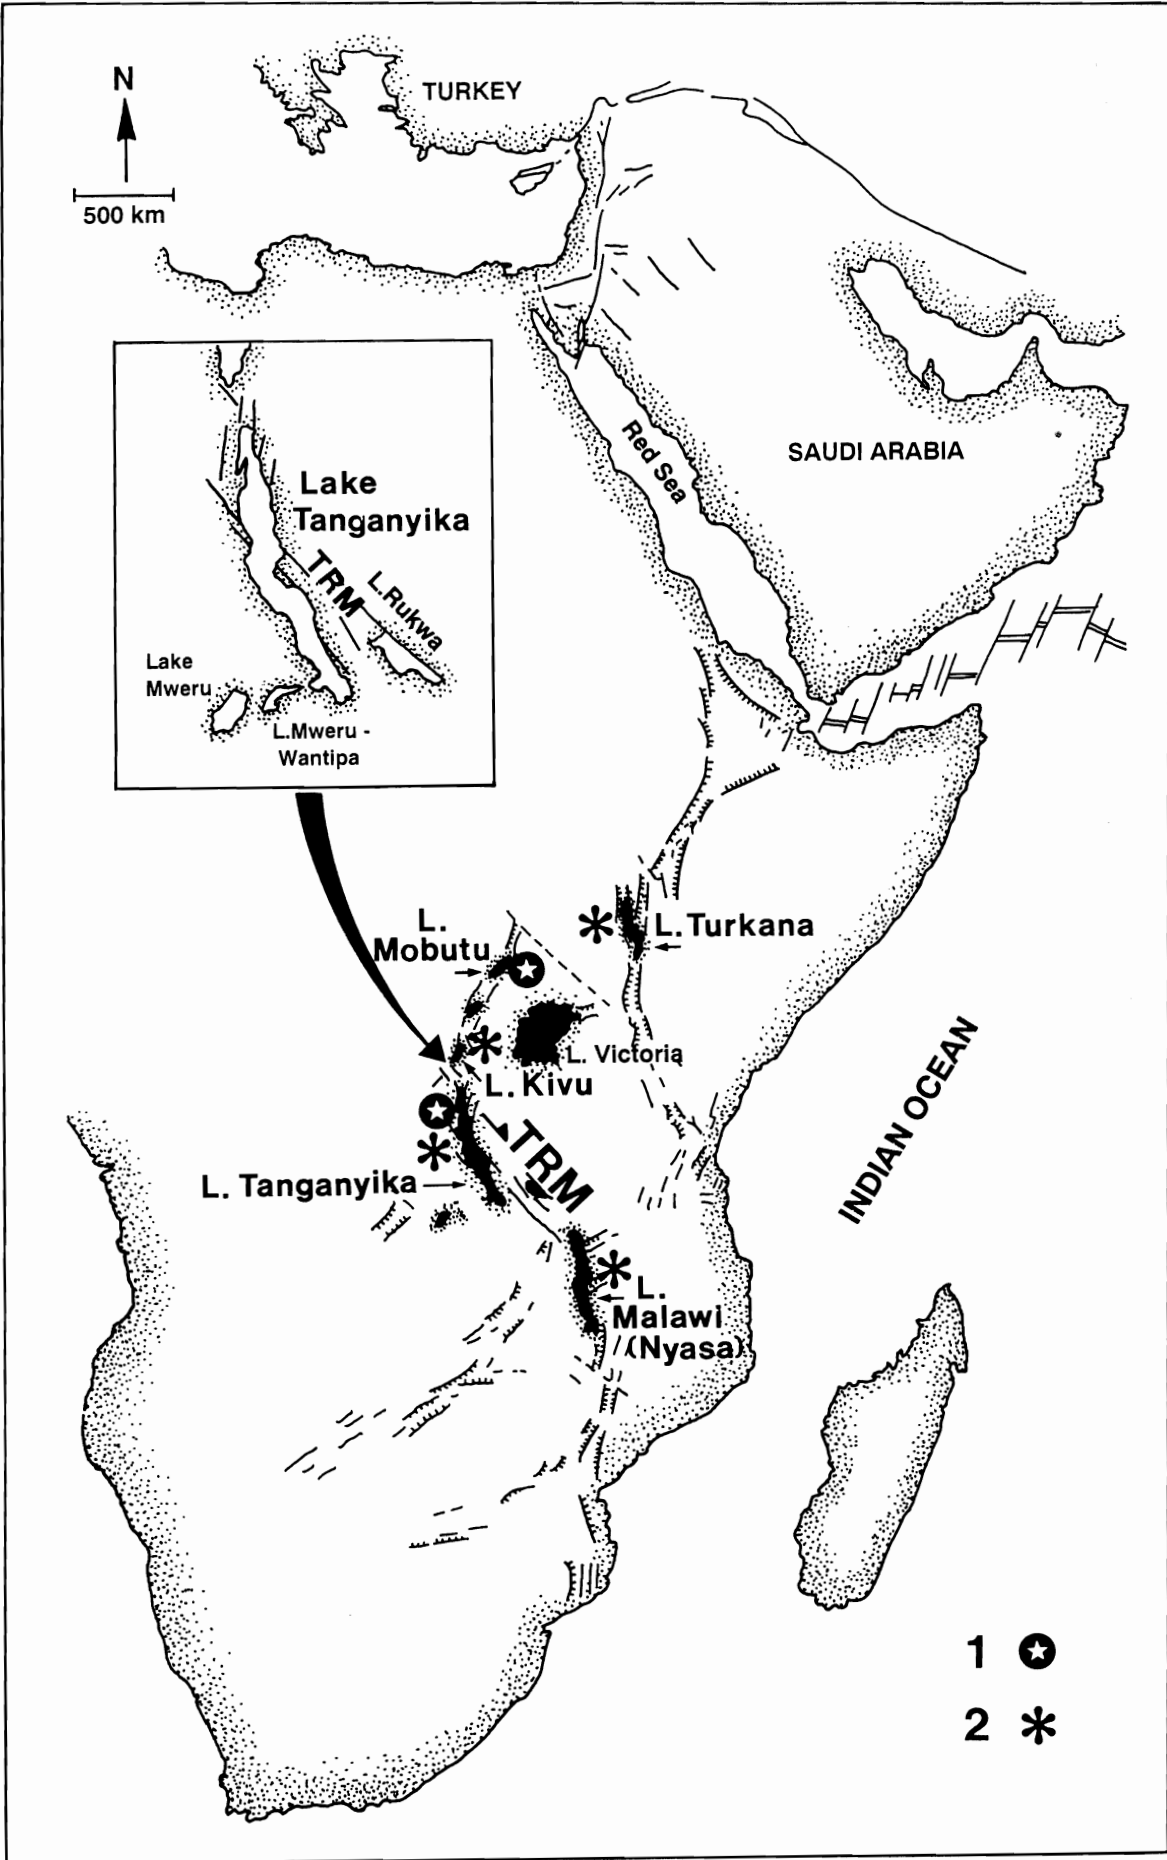 N
500 km
TURKEY
SAUDI ARABIA
Red Sea
Lake
Tanganyika
TRM
L.Rukwa
Lake
Mweru
L.Mweru -
Wantipa
L.
Mobutu
L. Turkana
L. Victoria
L. Kivu
TRM
L. Tanganyika
L.
Malawi
(Nyasa)
INDIAN OCEAN
1
2